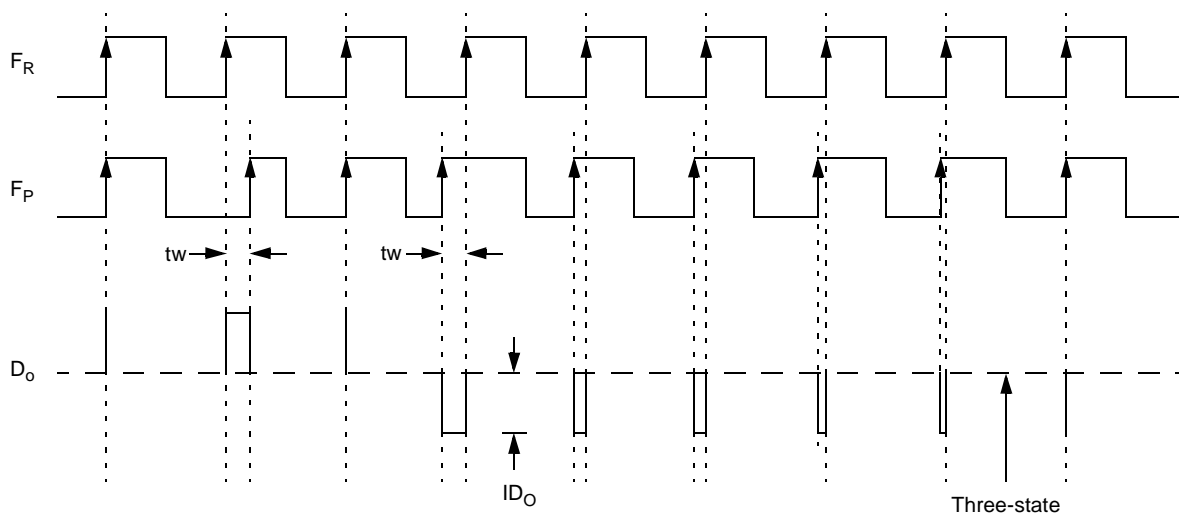 F_R
F_P
tw tw
D_o
ID_O
Three-state